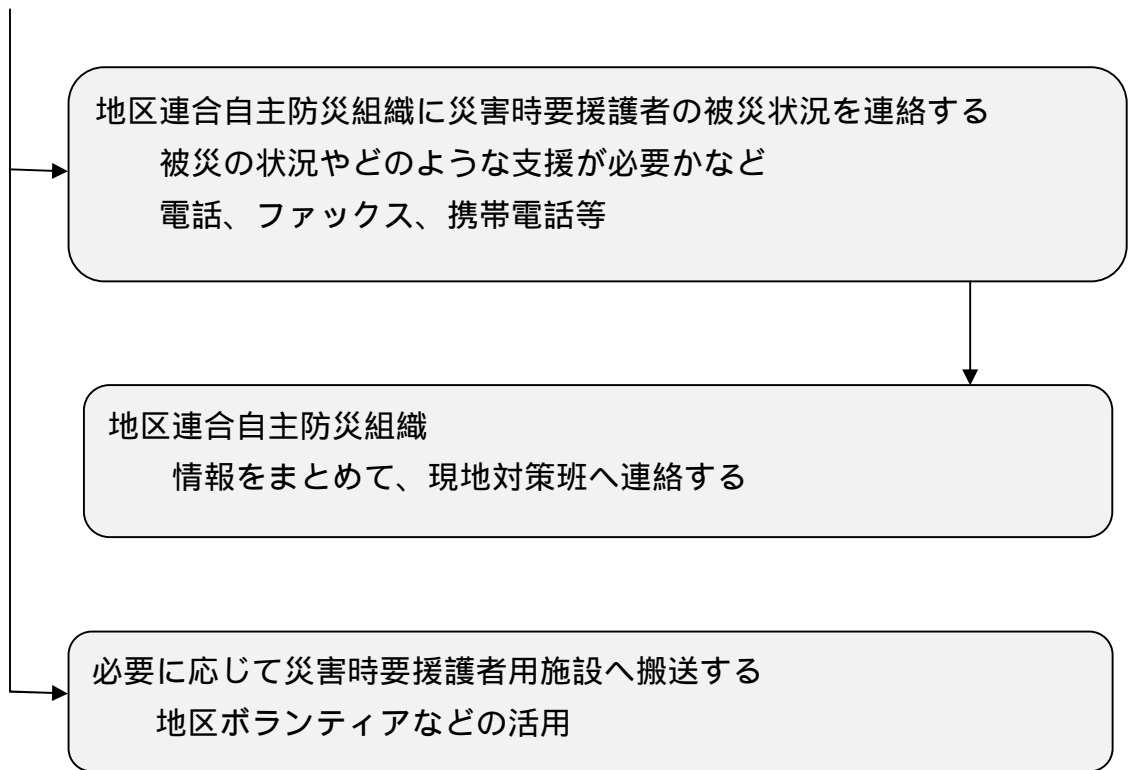 地区連合自主防災組織に災害時要援護者の被災状況を連絡する
被災の状況やどのような支援が必要かなど
電話、ファックス、携帯電話等
地区連合自主防災組織
情報をまとめて、現地対策班へ連絡する
必要に応じて災害時要援護者用施設へ搬送する
地区ボランティアなどの活用